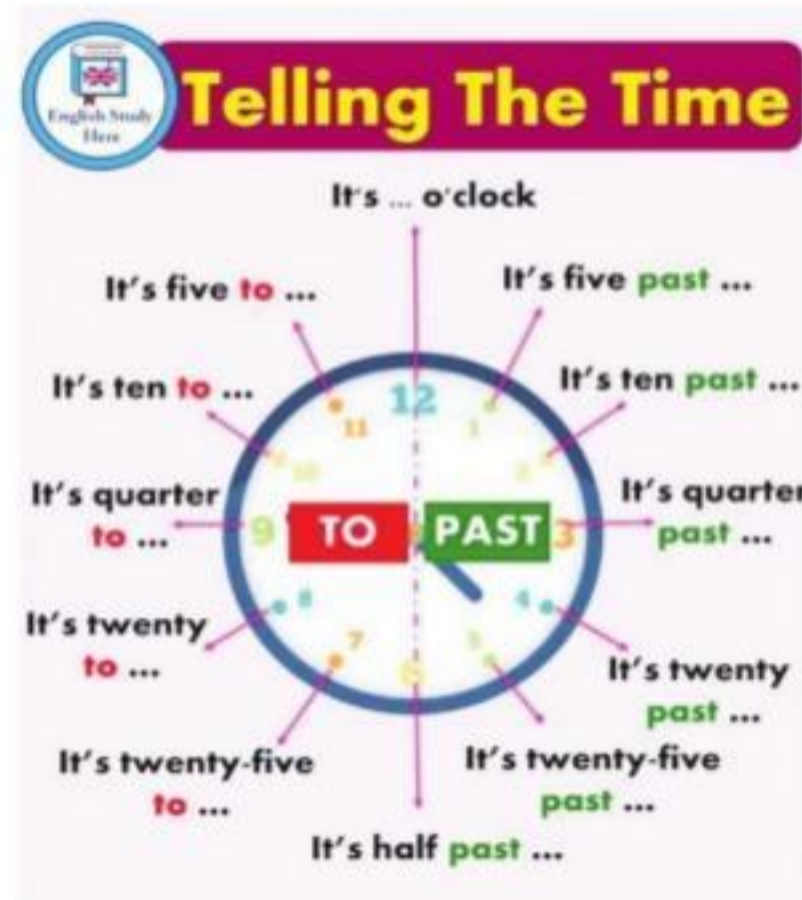 English Study
Here
Telling The Time
It's ... o'clock
It's five to ...
It's five past ...
It's ten to ...
It's ten past ...
12
11
1
10
2
It's quarter
to ...
It's quarter
past ...
9
TO
PAST
3
8
4
7
5
6
It's twenty
to ...
It's twenty
past ...
It's twenty-five
to ...
It's twenty-five
past ...
It's half past ...